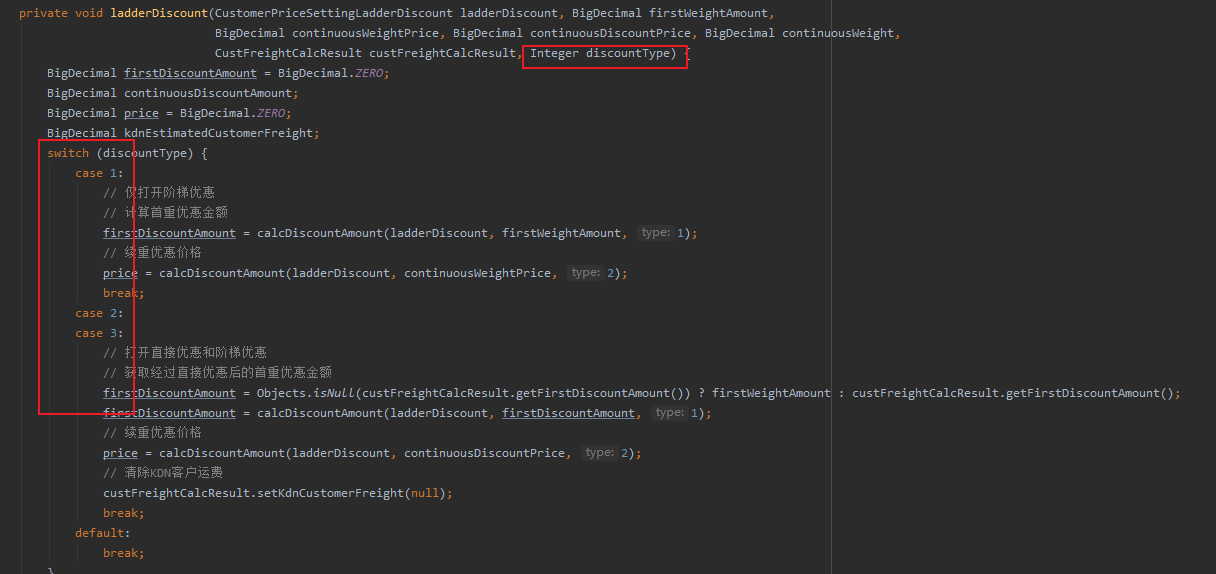 private void ladderDiscount(CustomerPriceSettingLadderDiscount ladderDiscount, BigDecimal firstWeightAmount,
BigDecimal continuousWeightPrice, BigDecimal continuousDiscountPrice, BigDecimal continuousWeight,
CustFreightCalcResult custFreightCalcResult, Integer discountType) {
BigDecimal firstDiscountAmount = BigDecimal.ZERO;
BigDecimal continuousDiscountAmount;
BigDecimal price = BigDecimal.ZERO;
BigDecimal kdnEstimatedCustomerFreight;
switch (discountType) {
case 1:
// 仅打开阶梯优惠
// 计算首重优惠金额
firstDiscountAmount = calcDiscountAmount(ladderDiscount, firstWeightAmount, type: 1);
// 续重优惠价格
price = calcDiscountAmount(ladderDiscount, continuousWeightPrice, type: 2);
break;
case 2:
case 3:
// 打开直接优惠和阶梯优惠
// 获取经过直接优惠后的首重优惠金额
firstDiscountAmount = Objects.isNull(custFreightCalcResult.getFirstDiscountAmount()) ? firstWeightAmount : custFreightCalcResult.getFirstDiscountAmount();
firstDiscountAmount = calcDiscountAmount(ladderDiscount, firstDiscountAmount, type: 1);
// 续重优惠价格
price = calcDiscountAmount(ladderDiscount, continuousDiscountPrice, type: 2);
// 清除KDN客户运费
custFreightCalcResult.setKdnCustomerFreight(null);
break;
default:
break;
}